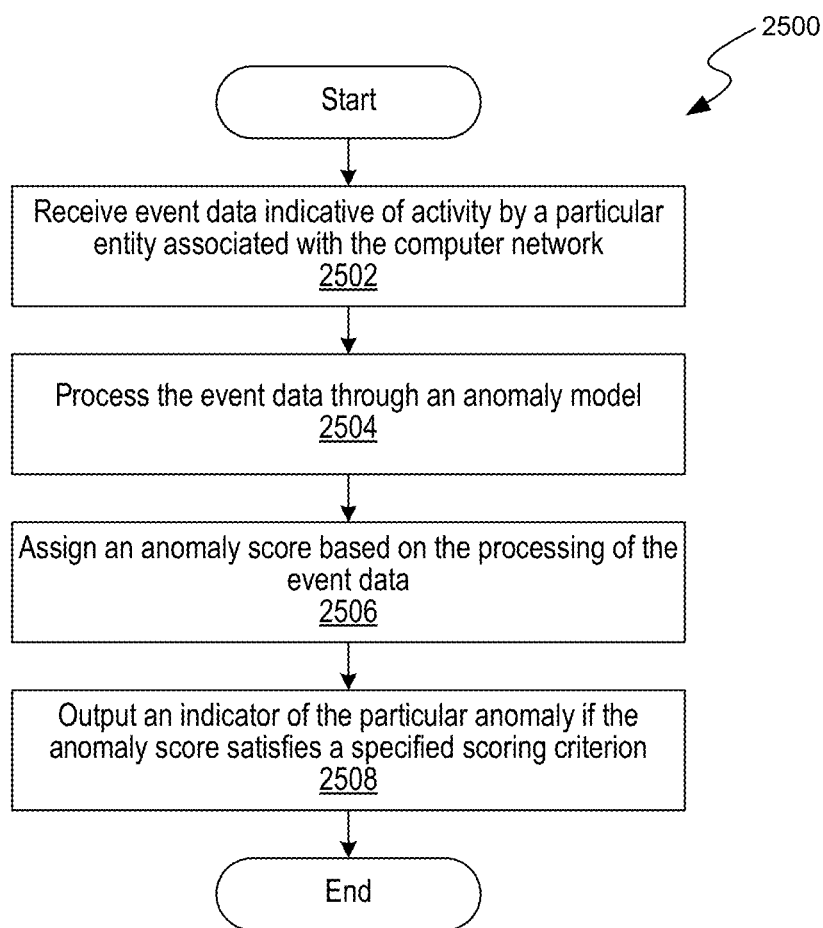 2500
Start
Receive event data indicative of activity by a particular
entity associated with the computer network
2502
Process the event data through an anomaly model
2504
Assign an anomaly score based on the processing of the
event data
2506
Output an indicator of the particular anomaly if the
anomaly score satisfies a specified scoring criterion
2508
End